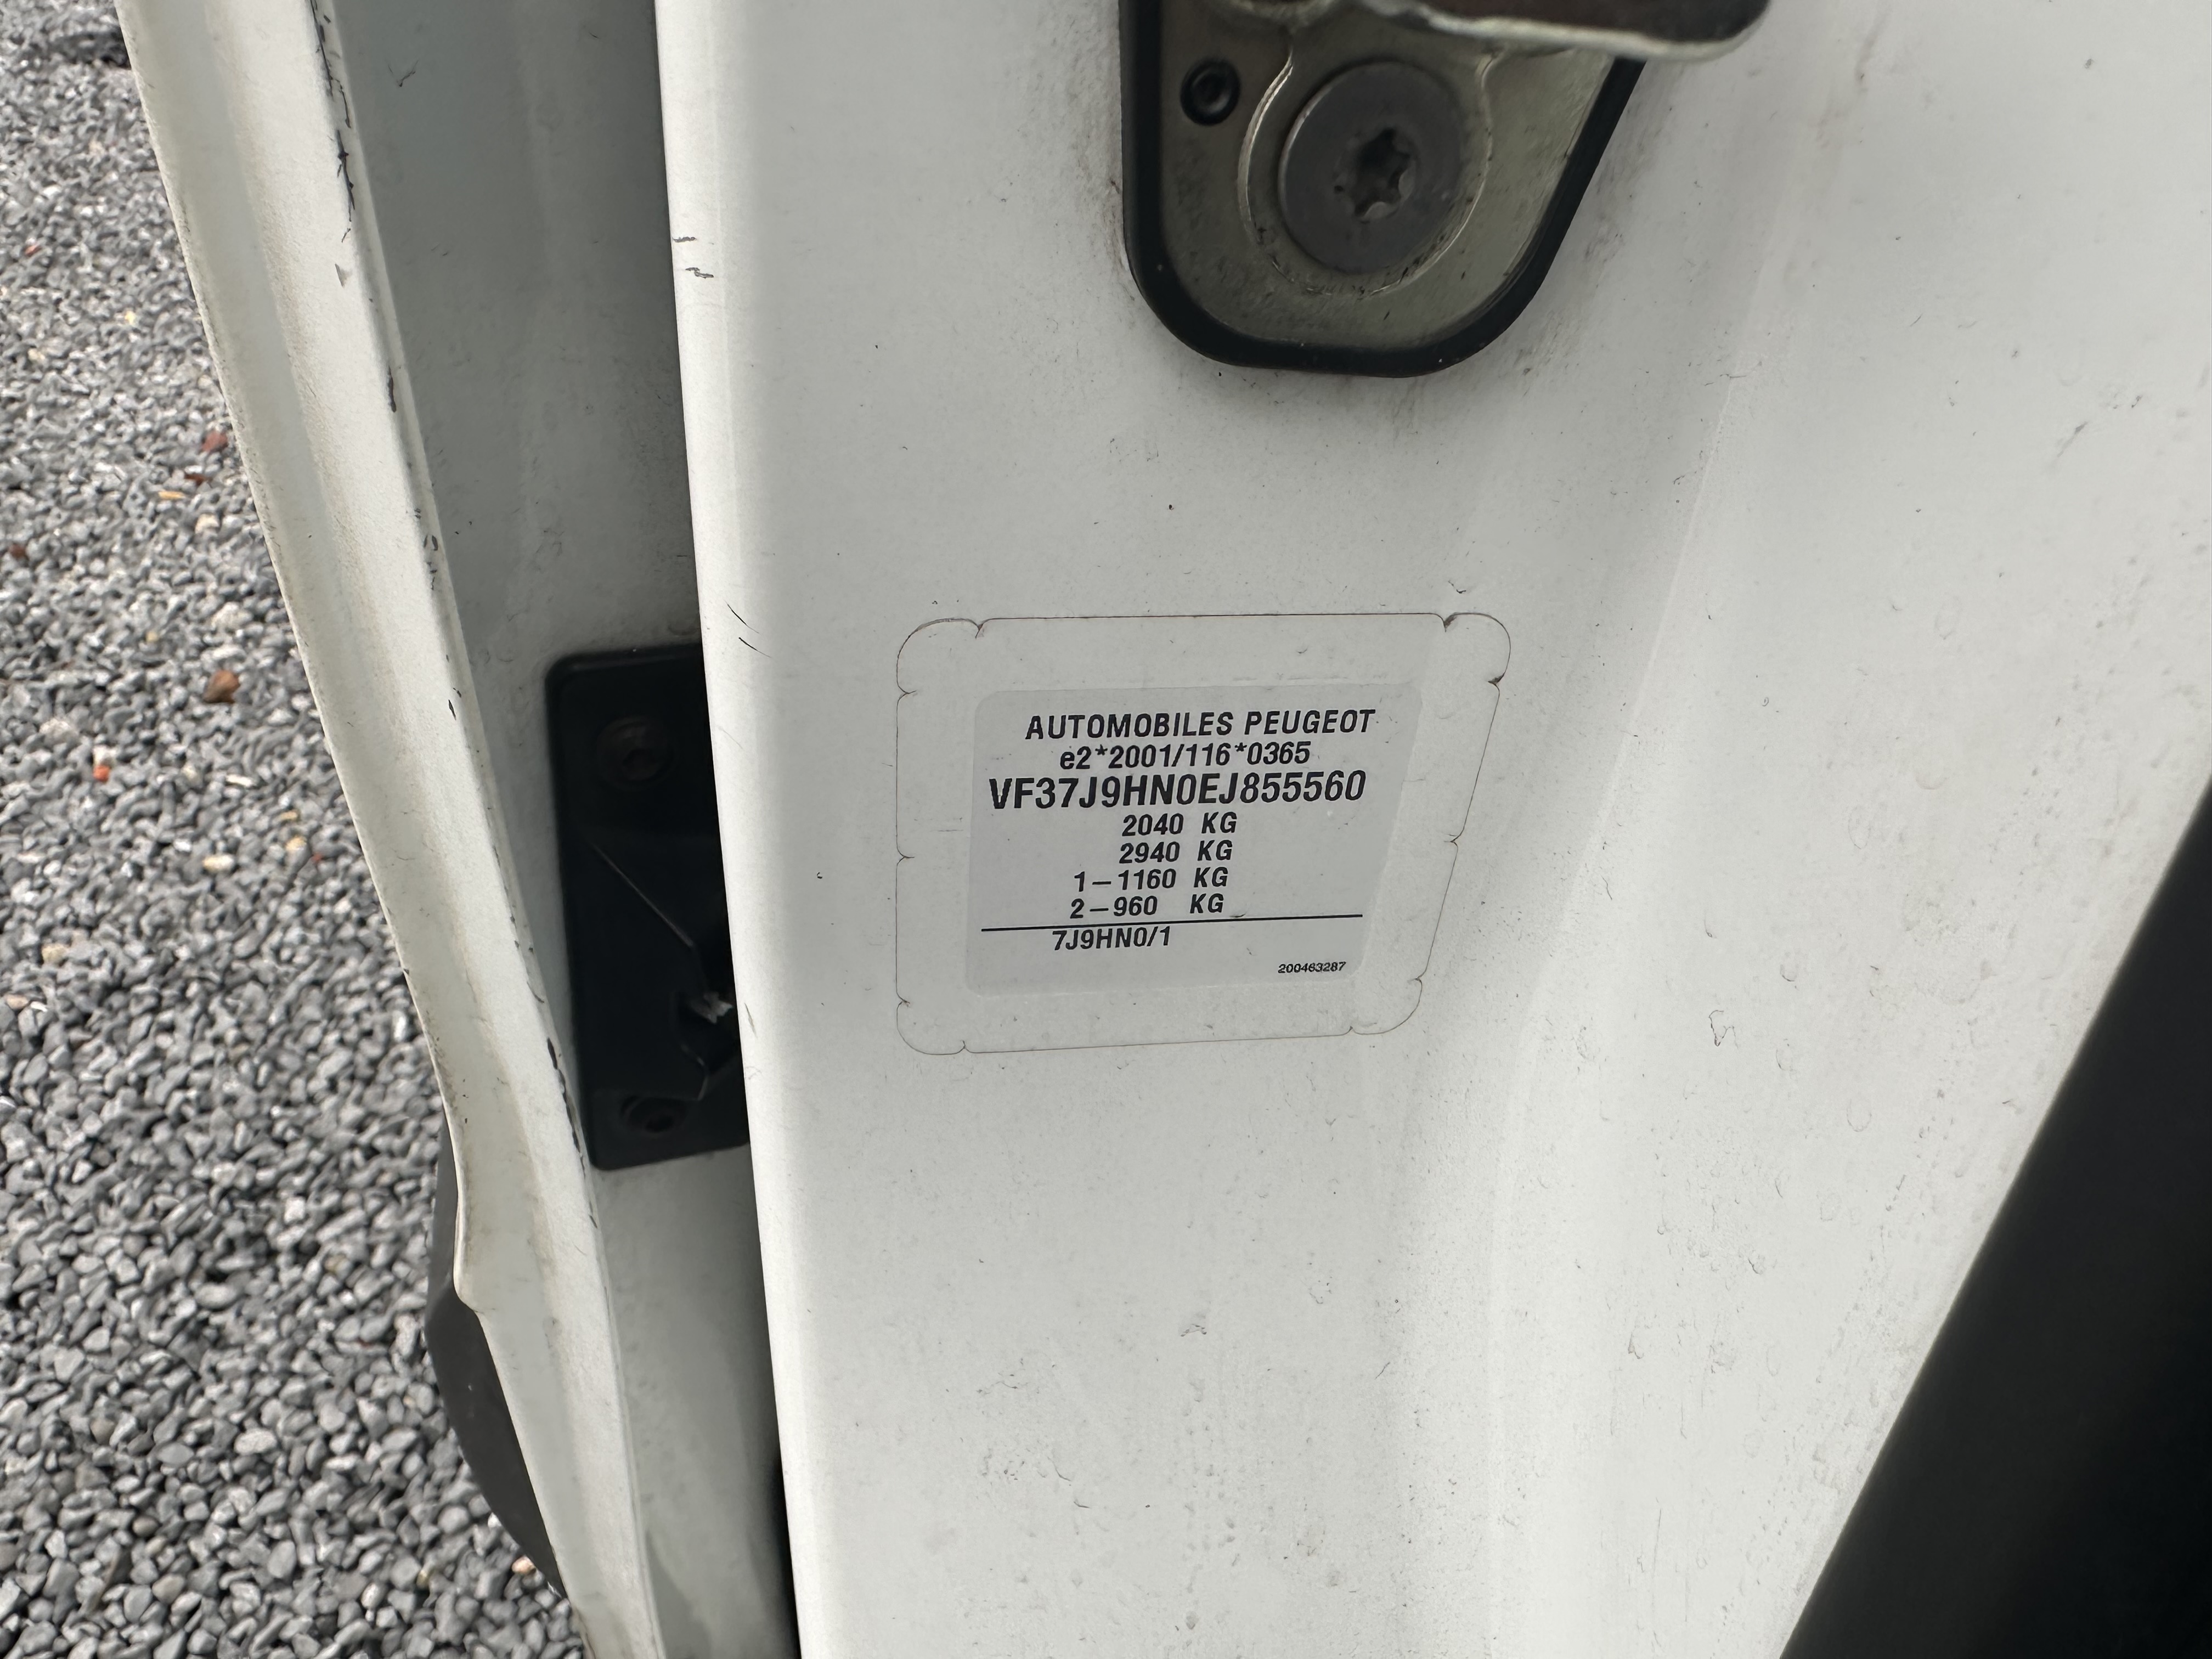 AUTOMOBILES PEUGEOT
e2*2001/116*0365
VF37J9HN0EJ855560
2040 KG
2940 KG
1–1160 KG
2–960 KG
7J9HN0/1
200463287